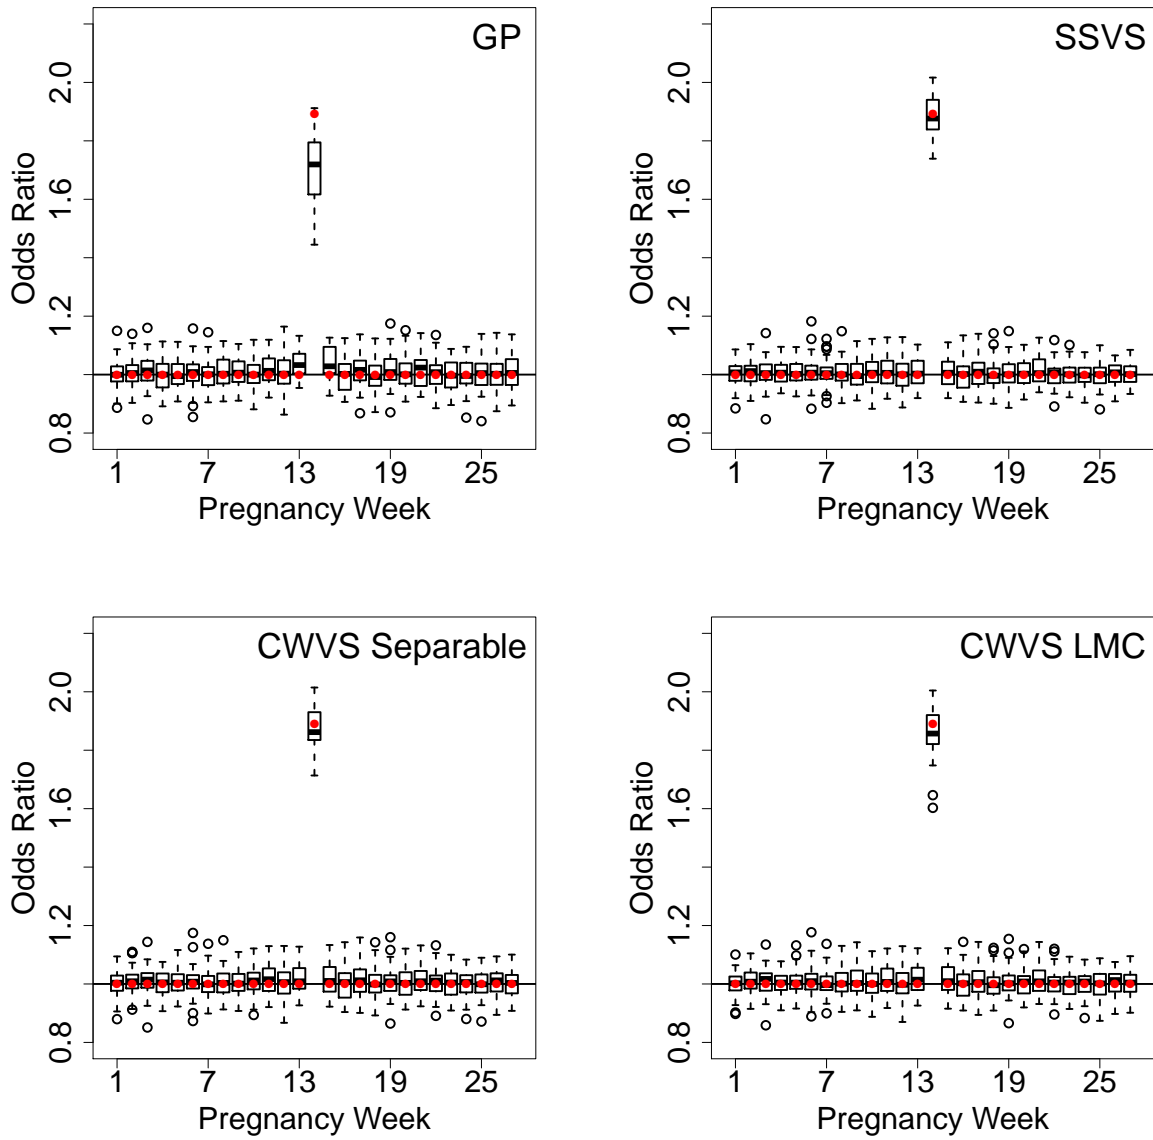 GP
Odds Ratio
0.8 1.2 1.6 2.0
1 7 13 19 25
Pregnancy Week
SSVS
Odds Ratio
0.8 1.2 1.6 2.0
1 7 13 19 25
Pregnancy Week
CWVS Separable
Odds Ratio
0.8 1.2 1.6 2.0
1 7 13 19 25
Pregnancy Week
CWVS LMC
Odds Ratio
0.8 1.2 1.6 2.0
1 7 13 19 25
Pregnancy Week